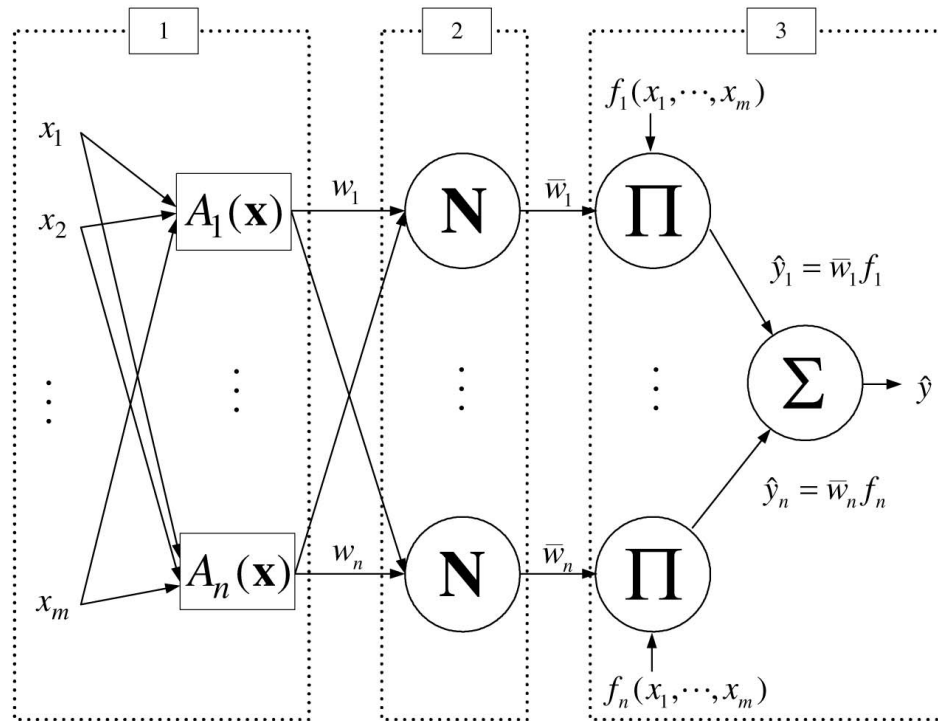 1
2
3
f₁(x₁,⋯,xₘ)
x₁
x₂
⋮
xₘ
A₁(𝐱)
⋮
Aₙ(𝐱)
w₁
wₙ
N
⋮
N
w̄₁
w̄ₙ
Π
⋮
Π
fₙ(x₁,⋯,xₘ)
ŷ₁ = w̄₁f₁
Σ
ŷ
ŷₙ = w̄ₙfₙ